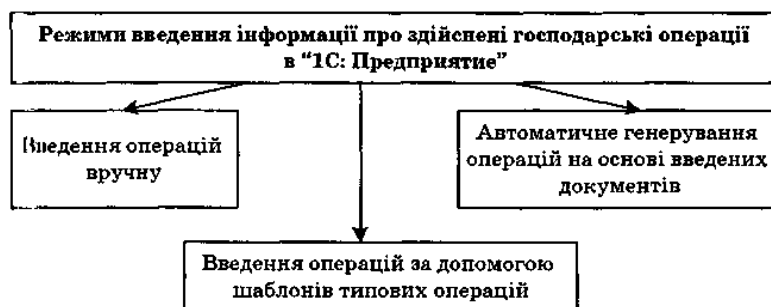 Режими введення інформації про здійснені господарські операції
в “1С: Предприятие”
Введення операцій
вручну
Автоматичне генерування
операцій на основі введених
документів
Введення операцій за допомогою
шаблонів типових операцій